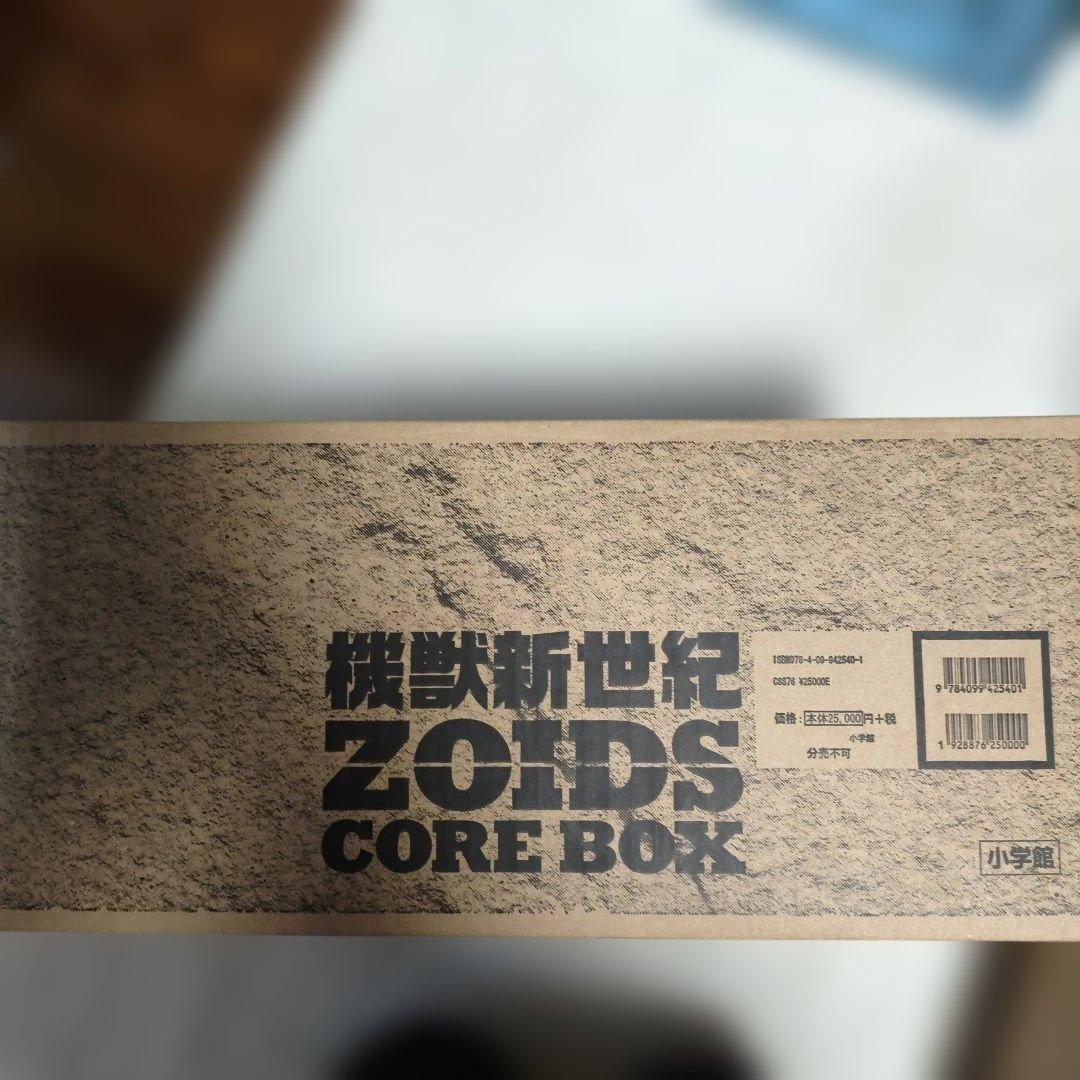 機獣新世紀
ZOIDS
CORE BOX
ISBN978-4-09-942540-1
C8876 ¥25000E
価格：本体25,000円＋税
小学館
分売不可
9 784099 425401
1 928876 250000
小学館